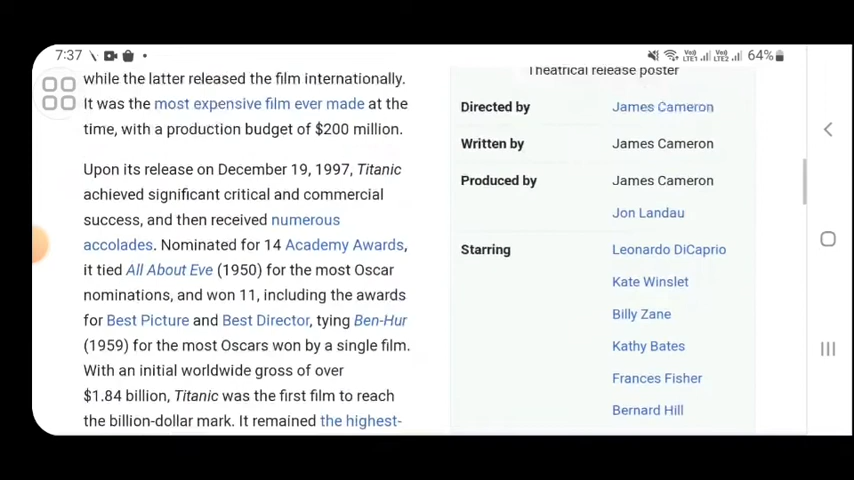 7:37
Vo)) LTE1
Vo)) LTE2
64%
while the latter released the film internationally.
It was the most expensive film ever made at the
time, with a production budget of $200 million.
Upon its release on December 19, 1997, Titanic
achieved significant critical and commercial
success, and then received numerous
accolades. Nominated for 14 Academy Awards,
it tied All About Eve (1950) for the most Oscar
nominations, and won 11, including the awards
for Best Picture and Best Director, tying Ben-Hur
(1959) for the most Oscars won by a single film.
With an initial worldwide gross of over
$1.84 billion, Titanic was the first film to reach
the billion-dollar mark. It remained the highest-
Theatrical release poster
Directed by James Cameron
Written by James Cameron
Produced by James Cameron
Jon Landau
Starring Leonardo DiCaprio
Kate Winslet
Billy Zane
Kathy Bates
Frances Fisher
Bernard Hill